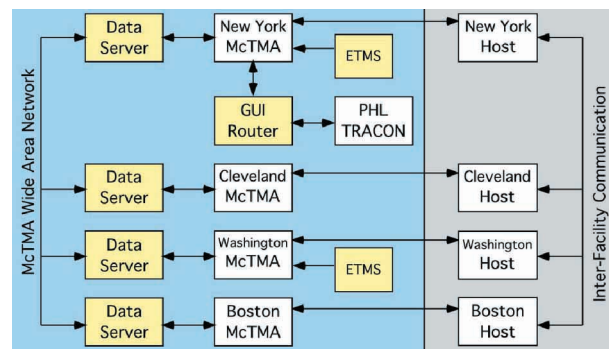 McTMA Wide Area Network
Data
Server
New York
McTMA
ETMS
New York
Host
GUI
Router
PHL
TRACON
Data
Server
Cleveland
McTMA
Cleveland
Host
Data
Server
Washington
McTMA
ETMS
Washington
Host
Data
Server
Boston
McTMA
Boston
Host
Inter-Facility Communication